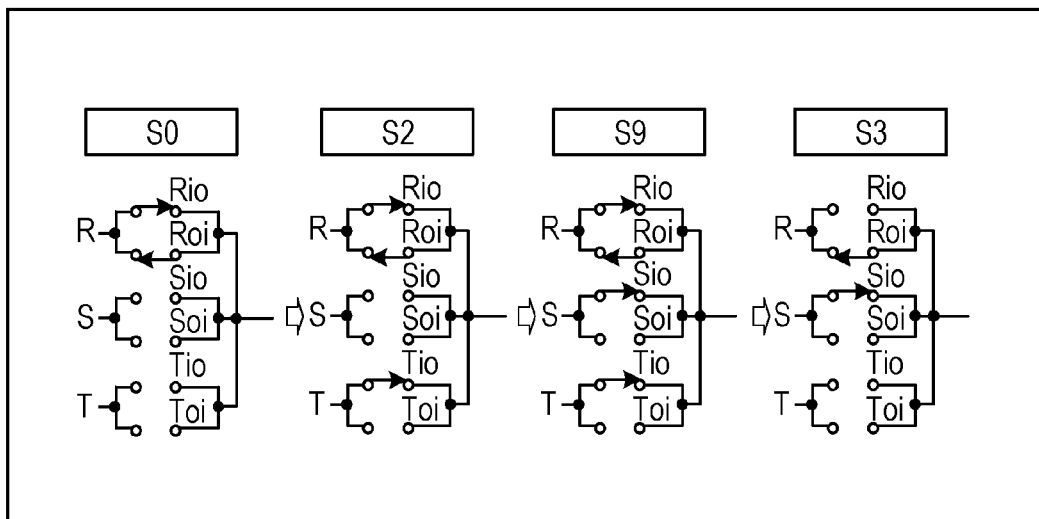 S0 S2 S9 S3
Rio Rio Rio Rio
R Roi R Roi R Roi R Roi
Sio Sio Sio Sio
S Soi S Soi S Soi S Soi
Tio Tio Tio Tio
T Toi T Toi T Toi T Toi